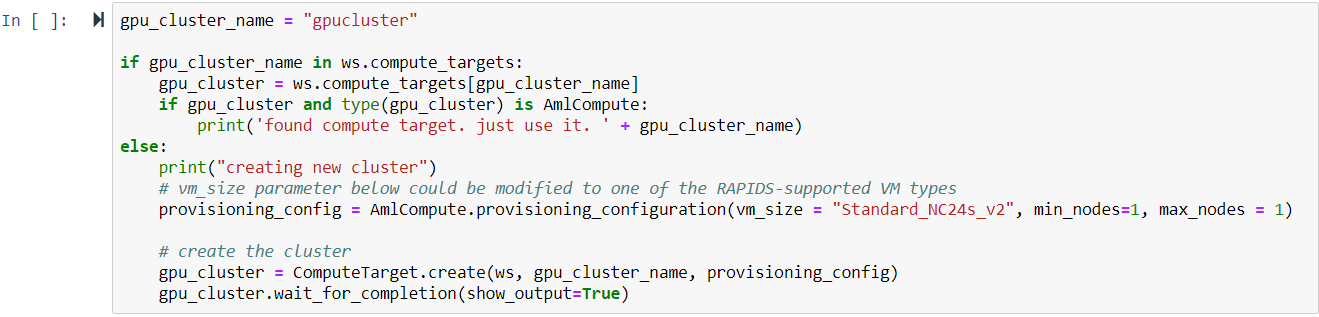 In [ ]: gpu_cluster_name = "gpucluster"

if gpu_cluster_name in ws.compute_targets:
    gpu_cluster = ws.compute_targets[gpu_cluster_name]
    if gpu_cluster and type(gpu_cluster) is AmlCompute:
        print('found compute target. just use it. ' + gpu_cluster_name)
else:
    print("creating new cluster")
    # vm_size parameter below could be modified to one of the RAPIDS-supported VM types
    provisioning_config = AmlCompute.provisioning_configuration(vm_size = "Standard_NC24s_v2", min_nodes=1, max_nodes = 1)

    # create the cluster
    gpu_cluster = ComputeTarget.create(ws, gpu_cluster_name, provisioning_config)
    gpu_cluster.wait_for_completion(show_output=True)